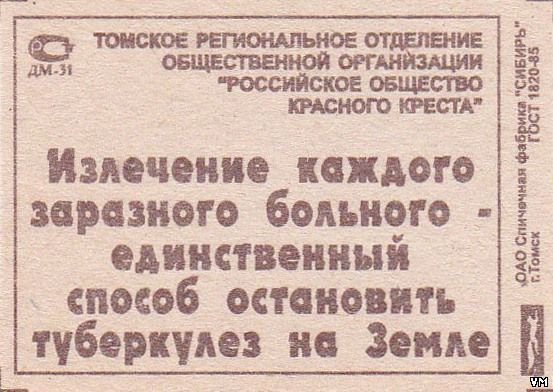 ТОМСКОЕ РЕГИОНАЛЬНОЕ ОТДЕЛЕНИЕ
ОБЩЕСТВЕННОЙ ОРГАНИЗАЦИИ
"РОССИЙСКОЕ ОБЩЕСТВО
КРАСНОГО КРЕСТА"
ДМ-31
Излечение каждого
заразного больного -
единственный
способ остановить
туберкулез на Земле
ОАО Спичечная фабрика "СИБИРЬ"
г.Томск ГОСТ 1820-85
VM